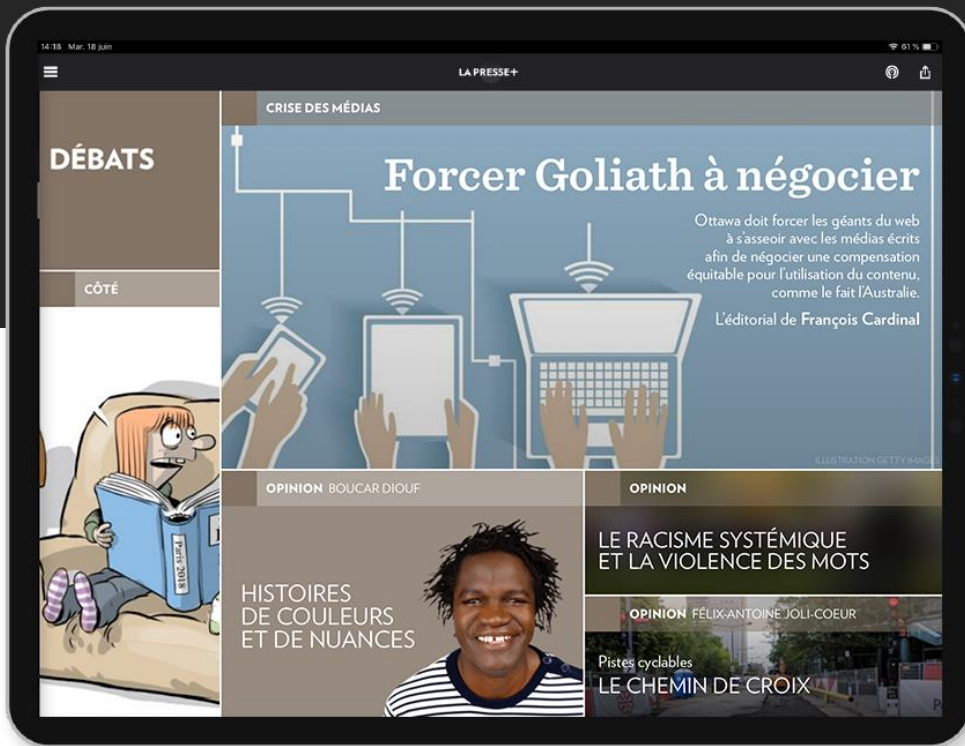 14:18 Mar. 18 juin
61 %
LA PRESSE+
DÉBATS
CÔTÉ
Paris 2018
CRISE DES MÉDIAS
Forcer Goliath à négocier
Ottawa doit forcer les géants du web
à s'asseoir avec les médias écrits
afin de négocier une compensation
équitable pour l'utilisation du contenu,
comme le fait l'Australie.
L'éditorial de François Cardinal
ILLUSTRATION GETTY IMAGES
OPINION BOUCAR DIOUF
HISTOIRES
DE COULEURS
ET DE NUANCES
OPINION
LE RACISME SYSTÉMIQUE
ET LA VIOLENCE DES MOTS
OPINION FÉLIX-ANTOINE JOLI-COEUR
Pistes cyclables
LE CHEMIN DE CROIX